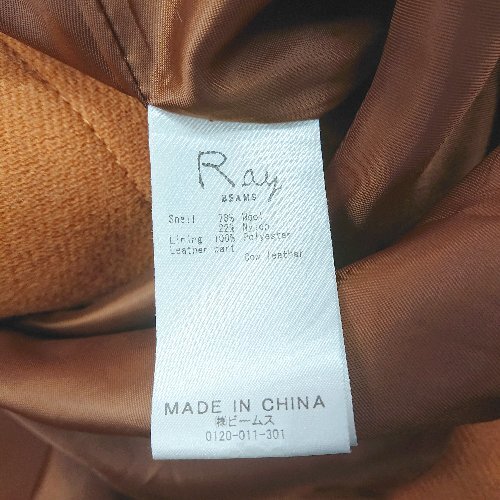 Ray
BEAMS
Shell 78% Wool
22% Nylon
Lining 100% Polyester
Leather part
Cow leather
MADE IN CHINA
㈱ビームス
0120-011-301